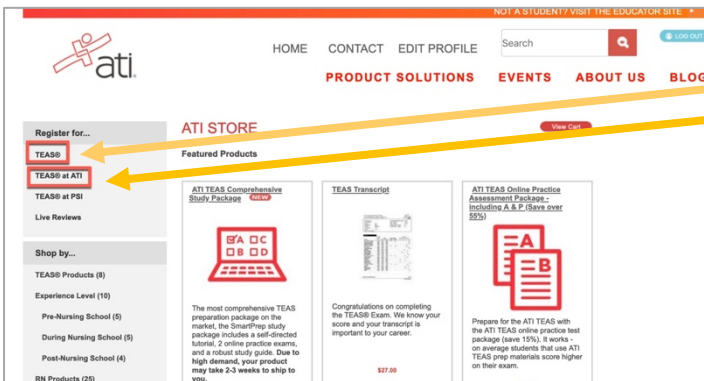 NOT A STUDENT? VISIT THE EDUCATOR SITE
ati
HOME CONTACT EDIT PROFILE
Search
LOG OUT
PRODUCT SOLUTIONS EVENTS ABOUT US BLOG
Register for...
TEAS®
TEAS® at ATI
TEAS® at PSI
Live Reviews
Shop by...
TEAS® Products (8)
Experience Level (10)
Pre-Nursing School (5)
During Nursing School (5)
Post-Nursing School (4)
RN Products (25)
ATI STORE
View Cart
Featured Products
ATI TEAS Comprehensive
Study Package NEW
A C
B D
The most comprehensive TEAS
preparation package on the
market, the SmartPrep study
package includes a self-directed
tutorial, 2 online practice exams,
and a robust study guide. Due to
high demand, your product
may take 2-3 weeks to ship to
you.
TEAS Transcript
Congratulations on completing
the TEAS® Exam. We know your
score and your transcript is
important to your career.
$27.00
ATI TEAS Online Practice
Assessment Package -
including A & P (Save over
55%)
A
B
Prepare for the ATI TEAS with
the ATI TEAS online practice test
package (save 15%). It works -
on average students that use ATI
TEAS prep materials score higher
on their exam.